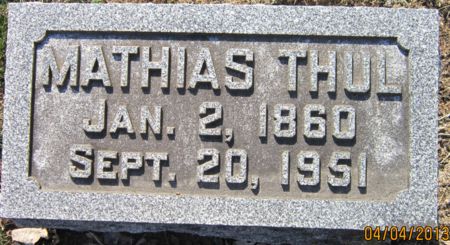 MATHIAS THUL
JAN. 2, 1860
SEPT. 20, 1951
04/04/2013